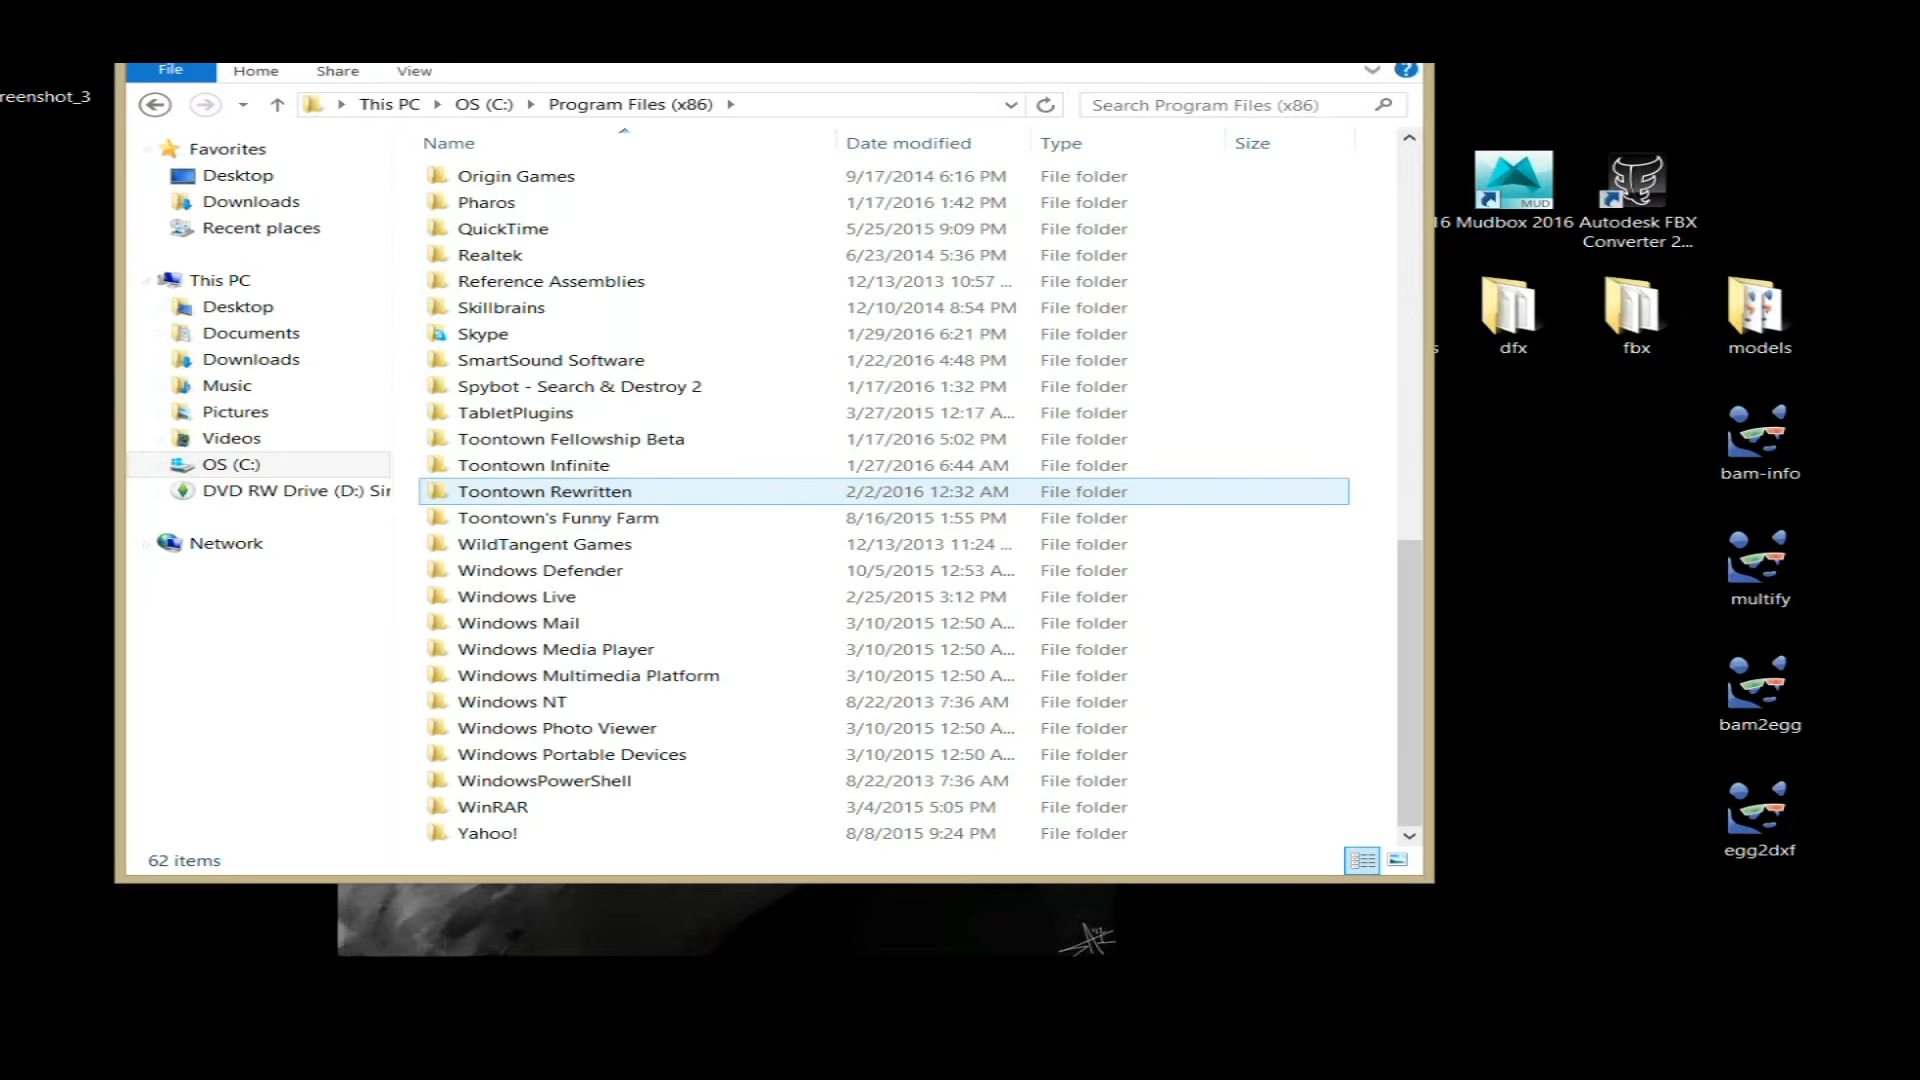 reenshot_3
File Home Share View
This PC OS (C:) Program Files (x86)
Search Program Files (x86)
Name Date modified Type Size
Favorites
Desktop
Downloads
Recent places
This PC
Desktop
Documents
Downloads
Music
Pictures
Videos
OS (C:)
DVD RW Drive (D:) Sir
Network
Origin Games 9/17/2014 6:16 PM File folder
Pharos 1/17/2016 1:42 PM File folder
QuickTime 5/25/2015 9:09 PM File folder
Realtek 6/23/2014 5:36 PM File folder
Reference Assemblies 12/13/2013 10:57 ... File folder
Skillbrains 12/10/2014 8:54 PM File folder
Skype 1/29/2016 6:21 PM File folder
SmartSound Software 1/22/2016 4:48 PM File folder
Spybot - Search & Destroy 2 1/17/2016 1:32 PM File folder
TabletPlugins 3/27/2015 12:17 A... File folder
Toontown Fellowship Beta 1/17/2016 5:02 PM File folder
Toontown Infinite 1/27/2016 6:44 AM File folder
Toontown Rewritten 2/2/2016 12:32 AM File folder
Toontown's Funny Farm 8/16/2015 1:55 PM File folder
WildTangent Games 12/13/2013 11:24 ... File folder
Windows Defender 10/5/2015 12:53 A... File folder
Windows Live 2/25/2015 3:12 PM File folder
Windows Mail 3/10/2015 12:50 A... File folder
Windows Media Player 3/10/2015 12:50 A... File folder
Windows Multimedia Platform 3/10/2015 12:50 A... File folder
Windows NT 8/22/2013 7:36 AM File folder
Windows Photo Viewer 3/10/2015 12:50 A... File folder
Windows Portable Devices 3/10/2015 12:50 A... File folder
WindowsPowerShell 8/22/2013 7:36 AM File folder
WinRAR 3/4/2015 5:05 PM File folder
Yahoo! 8/8/2015 9:24 PM File folder
62 items
MUD
16 Mudbox 2016 Autodesk FBX
Converter 2...
s dfx fbx models
bam-info
multify
bam2egg
egg2dxf